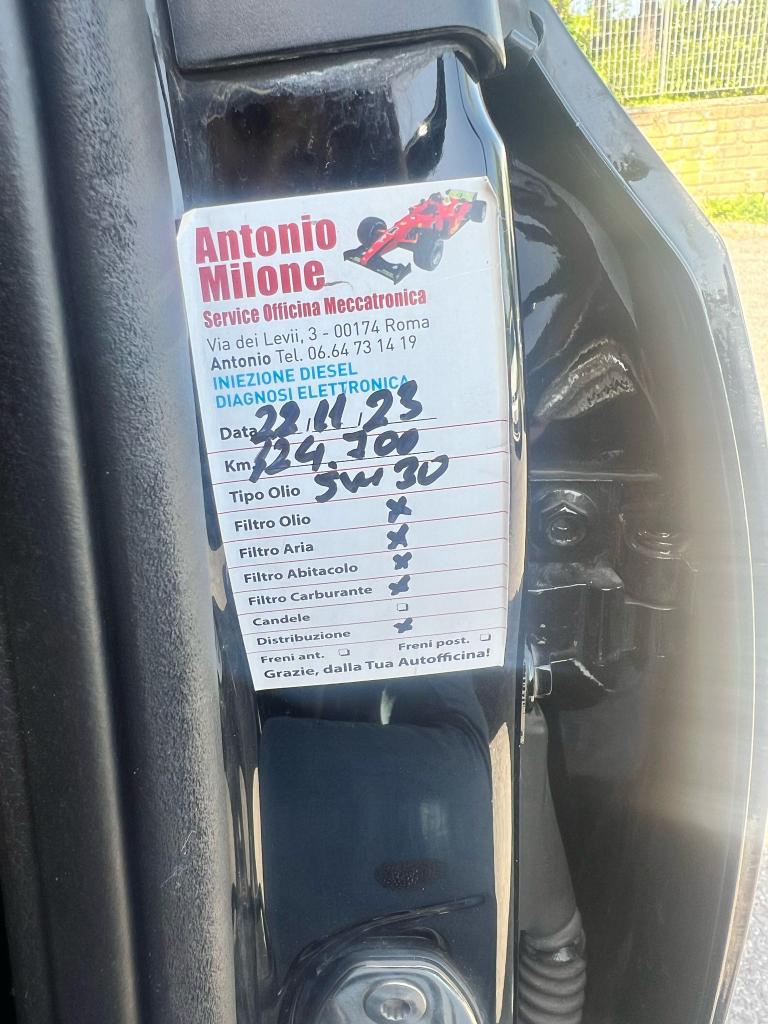 Antonio
Milone
Service Officina Meccatronica
Via dei Levii, 3 - 00174 Roma
Antonio Tel. 06.64 73 14 19
INIEZIONE DIESEL
DIAGNOSI ELETTRONICA
Data 22,11,23
Km. 124.700
Tipo Olio 5W30
Filtro Olio x
Filtro Aria x
Filtro Abitacolo x
Filtro Carburante x
Candele
Distribuzione x
Freni ant. Freni post.
Grazie, dalla Tua Autofficina!